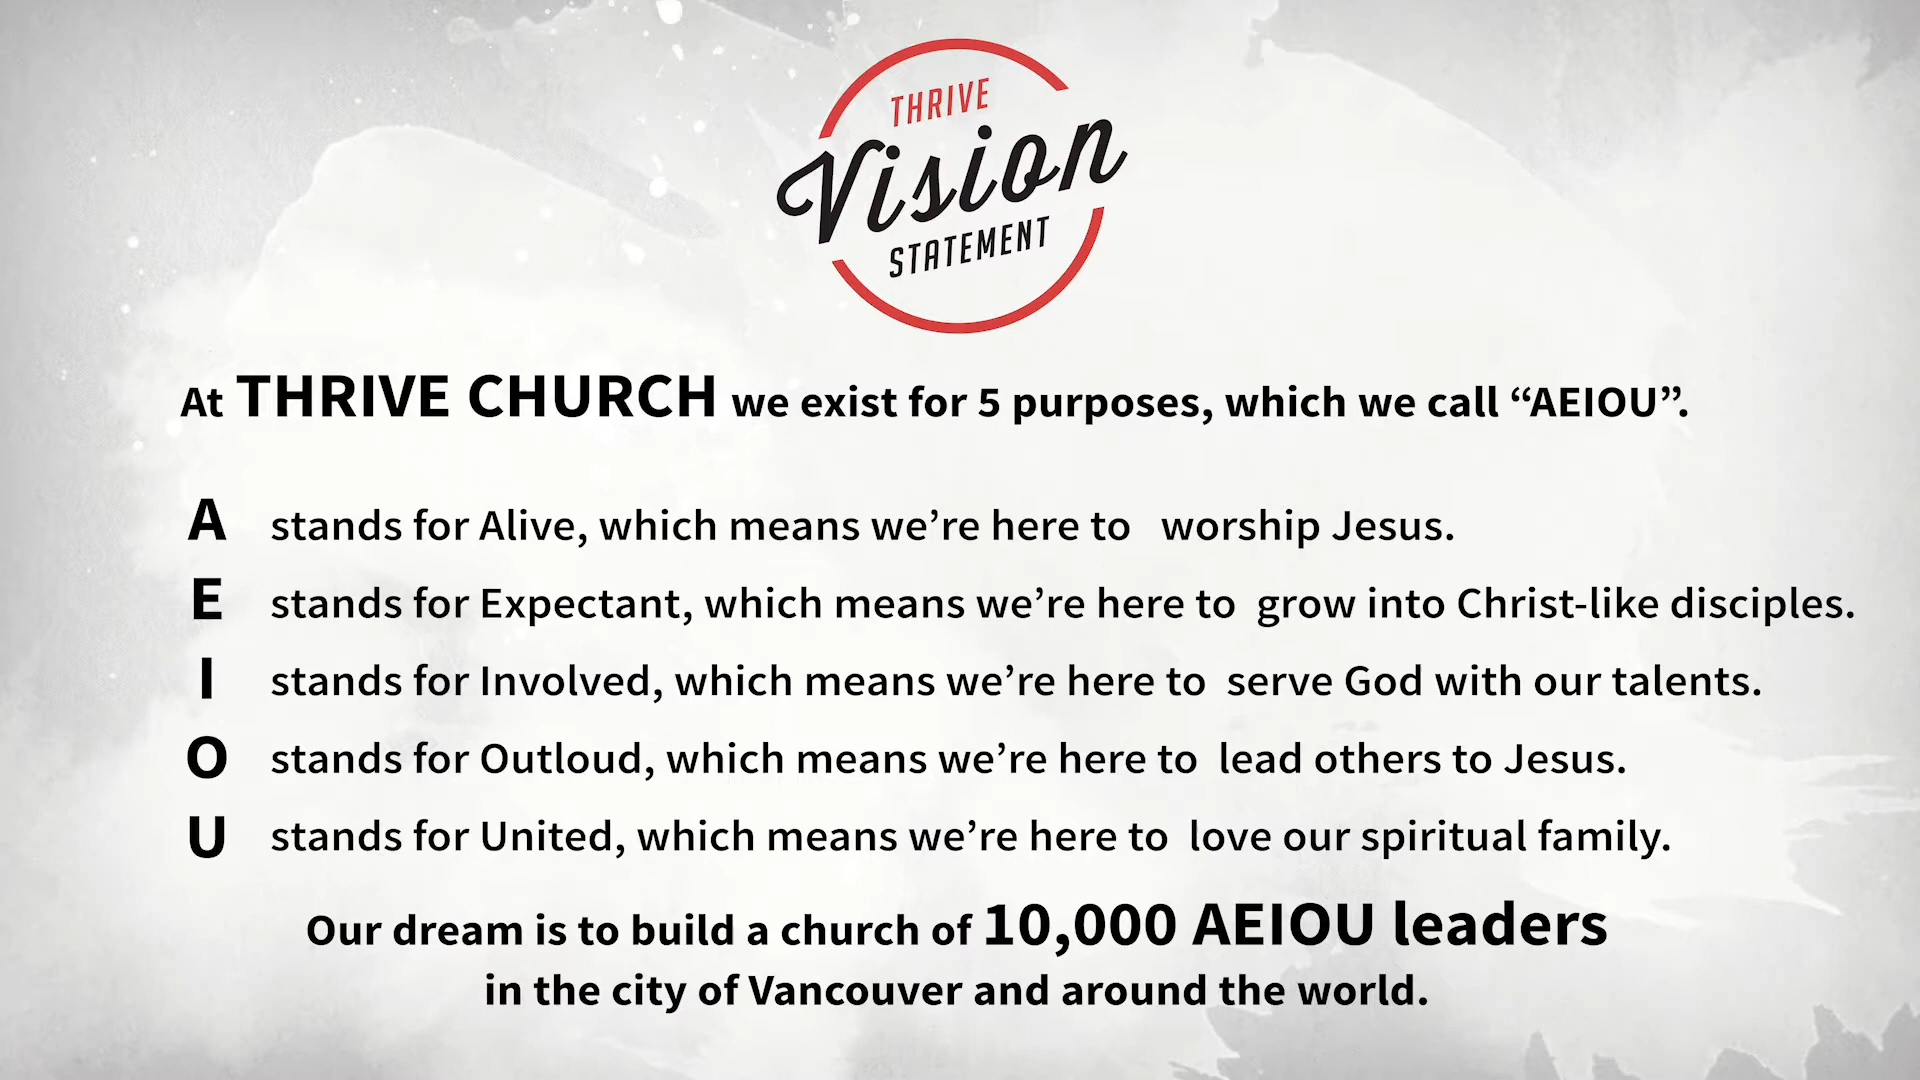 THRIVE
Vision
STATEMENT
At THRIVE CHURCH we exist for 5 purposes, which we call “AEIOU”.
A stands for Alive, which means we’re here to worship Jesus.
E stands for Expectant, which means we’re here to grow into Christ-like disciples.
I stands for Involved, which means we’re here to serve God with our talents.
O stands for Outloud, which means we’re here to lead others to Jesus.
U stands for United, which means we’re here to love our spiritual family.
Our dream is to build a church of 10,000 AEIOU leaders
in the city of Vancouver and around the world.